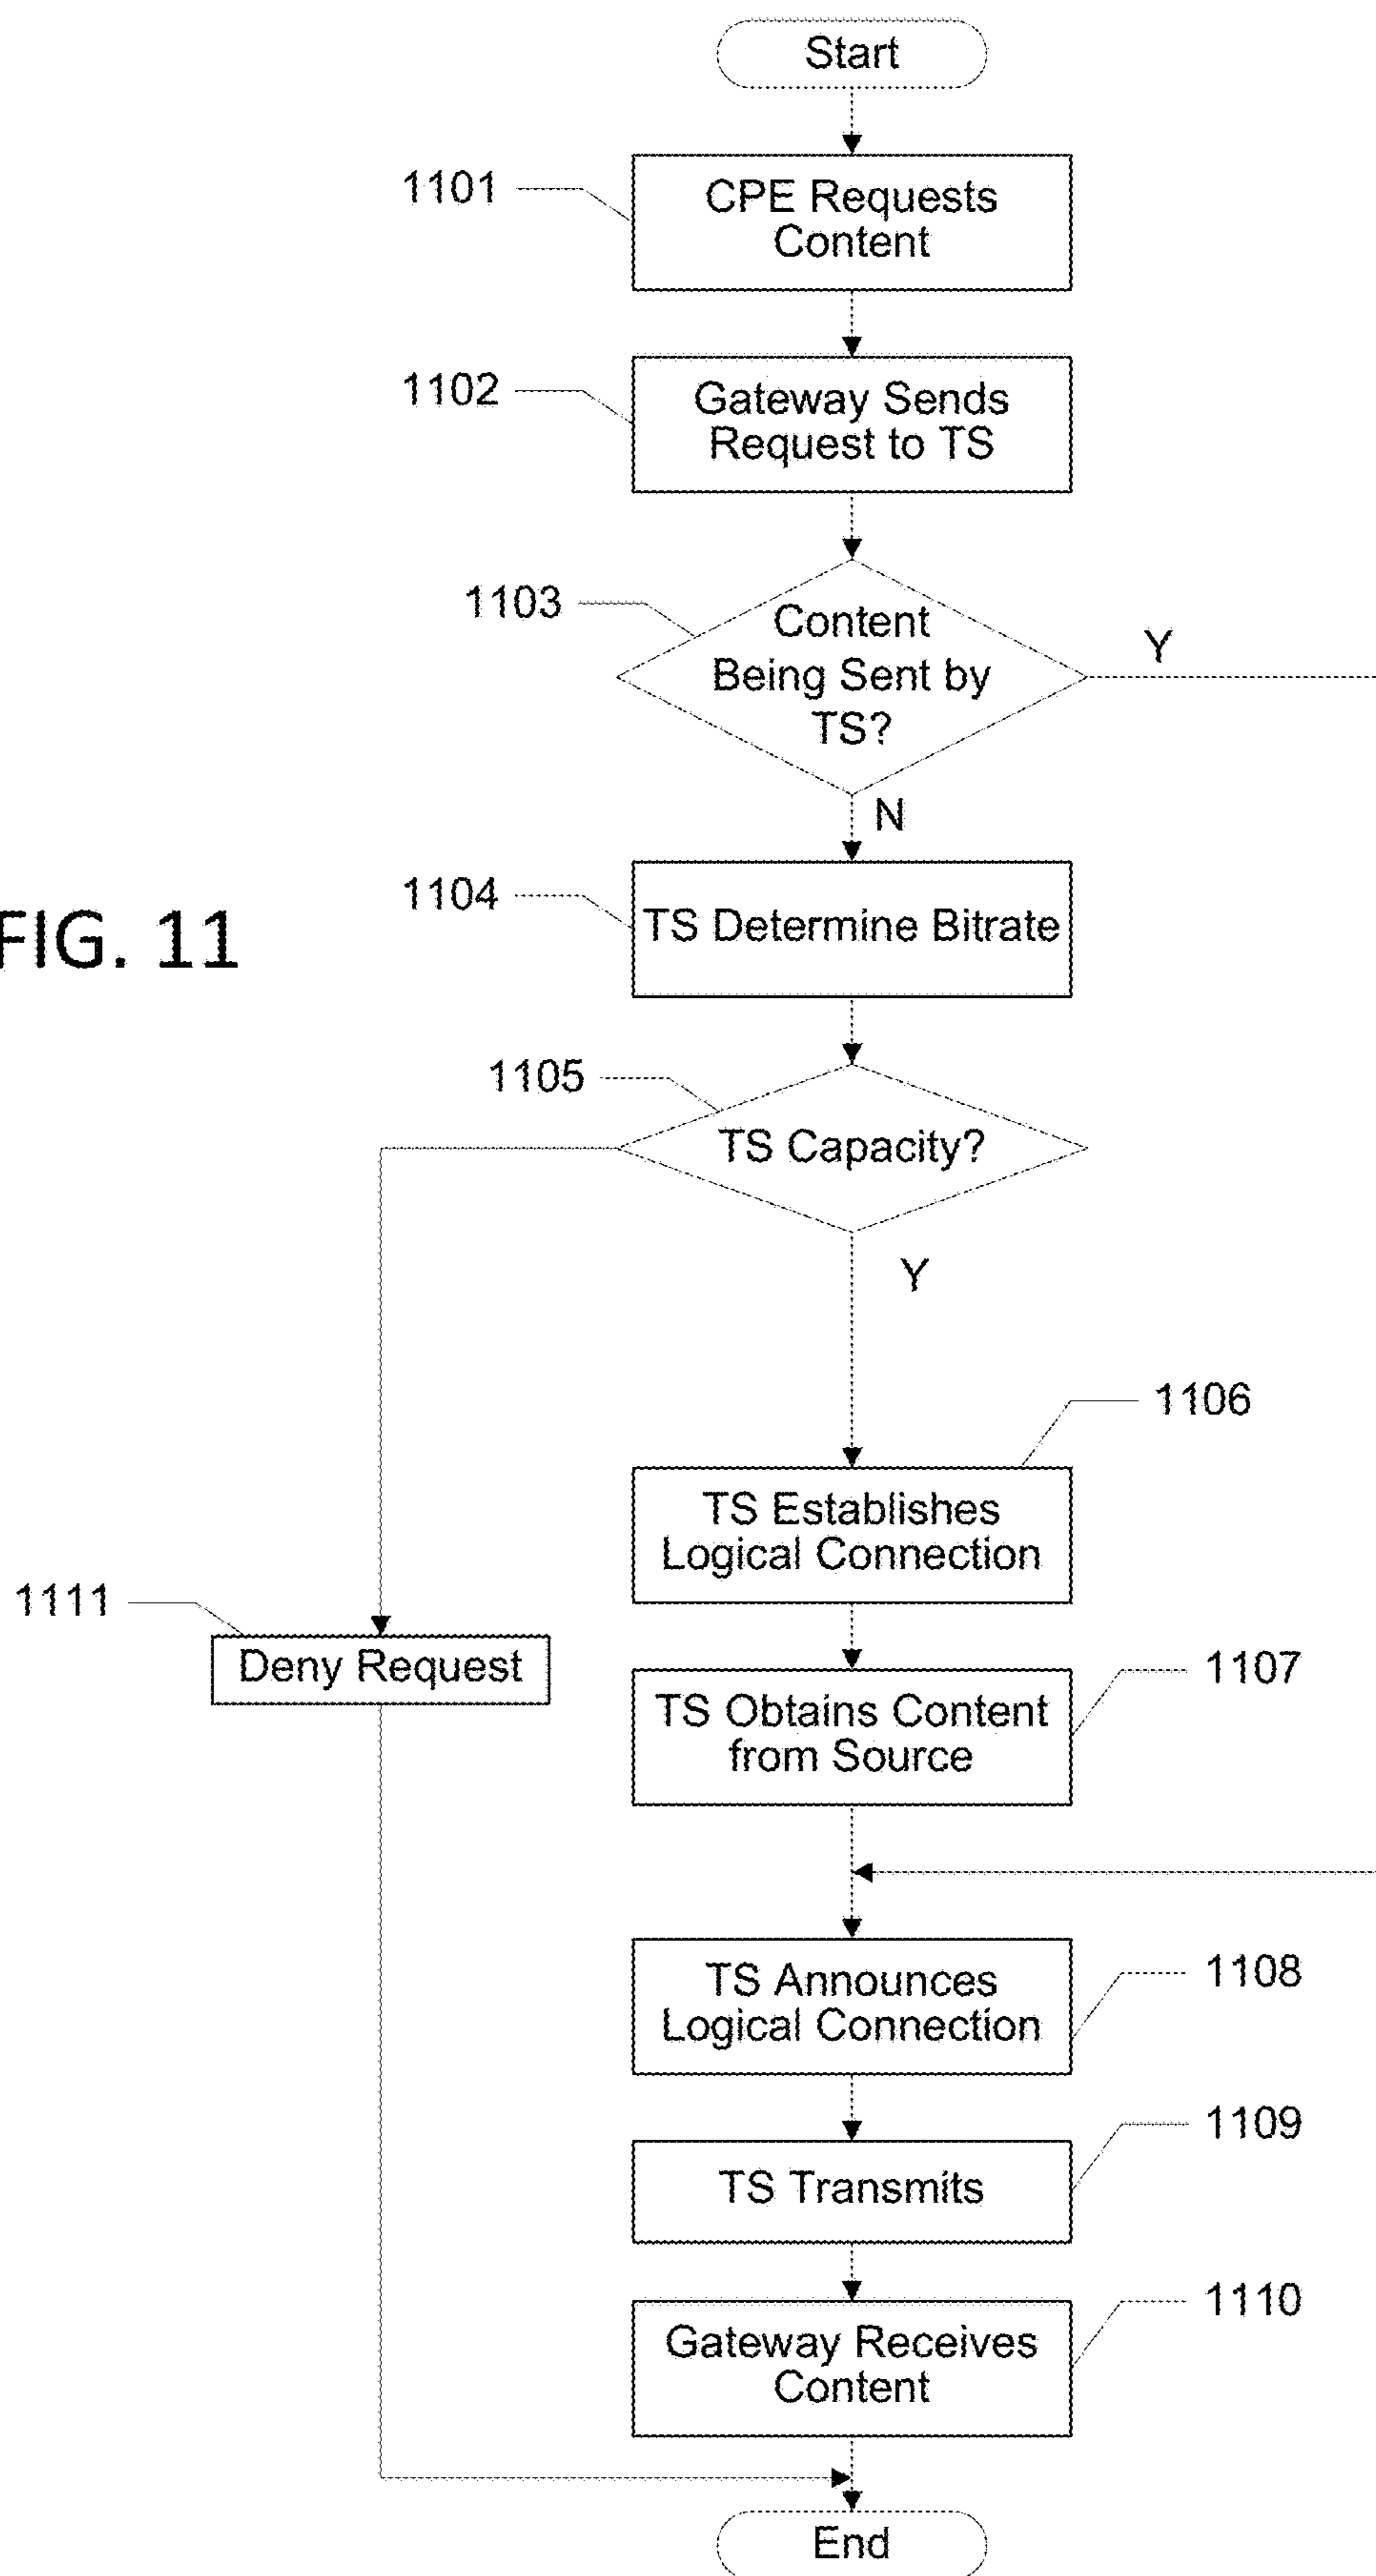 Start
1101
CPE Requests
Content
1102
Gateway Sends
Request to TS
1103
Content
Being Sent by
TS?
Y
N
1104
TS Determine Bitrate
FIG. 11
1105
TS Capacity?
Y
1106
TS Establishes
Logical Connection
1111
Deny Request
1107
TS Obtains Content
from Source
1108
TS Announces
Logical Connection
1109
TS Transmits
1110
Gateway Receives
Content
End